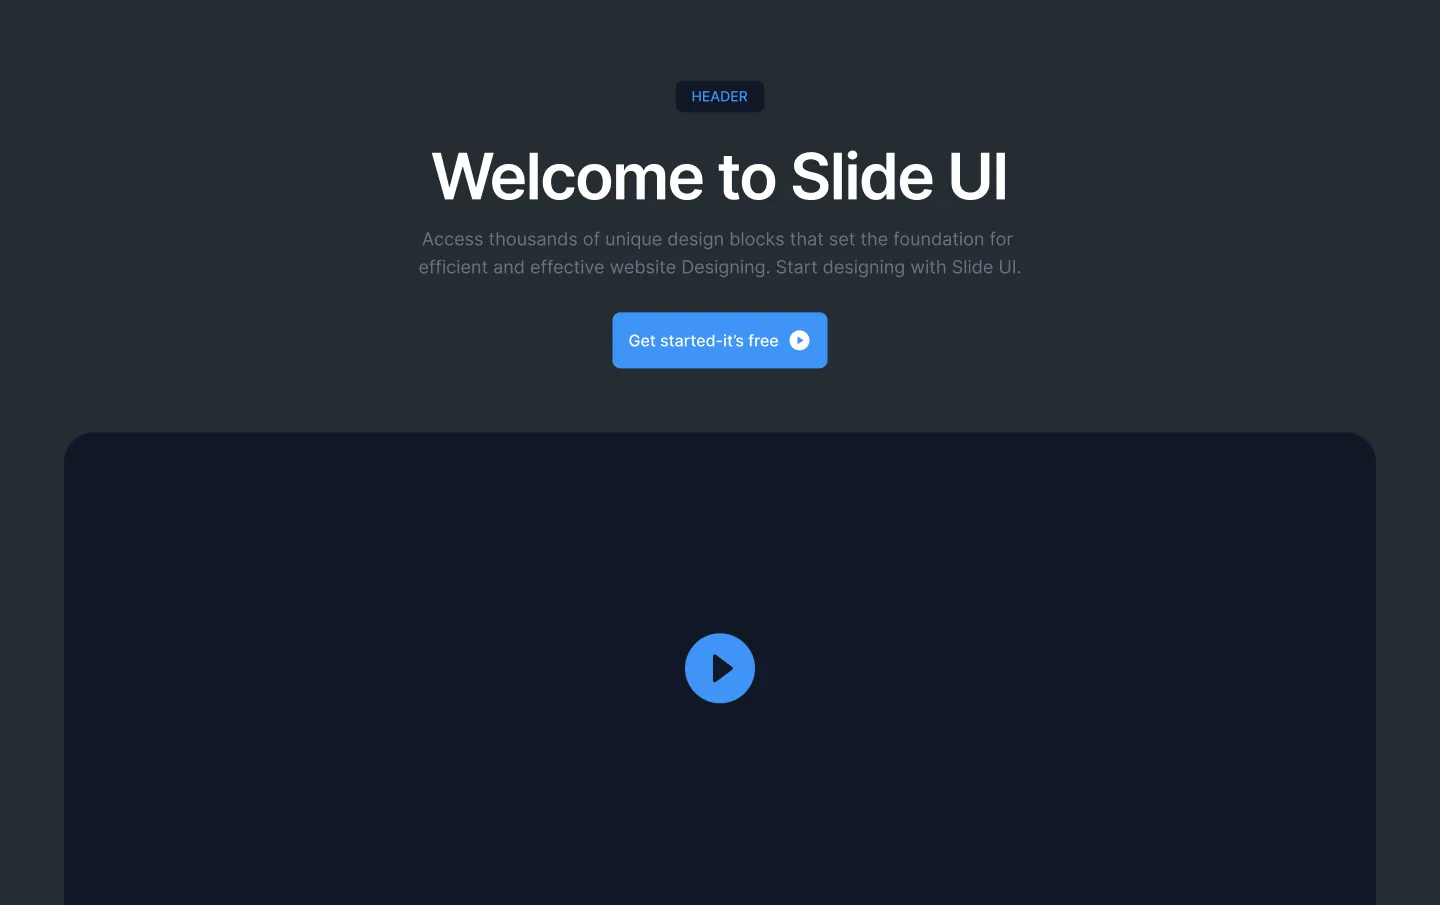 HEADER
Welcome to Slide UI
Access thousands of unique design blocks that set the foundation for
efficient and effective website Designing. Start designing with Slide UI.
Get started-it’s free